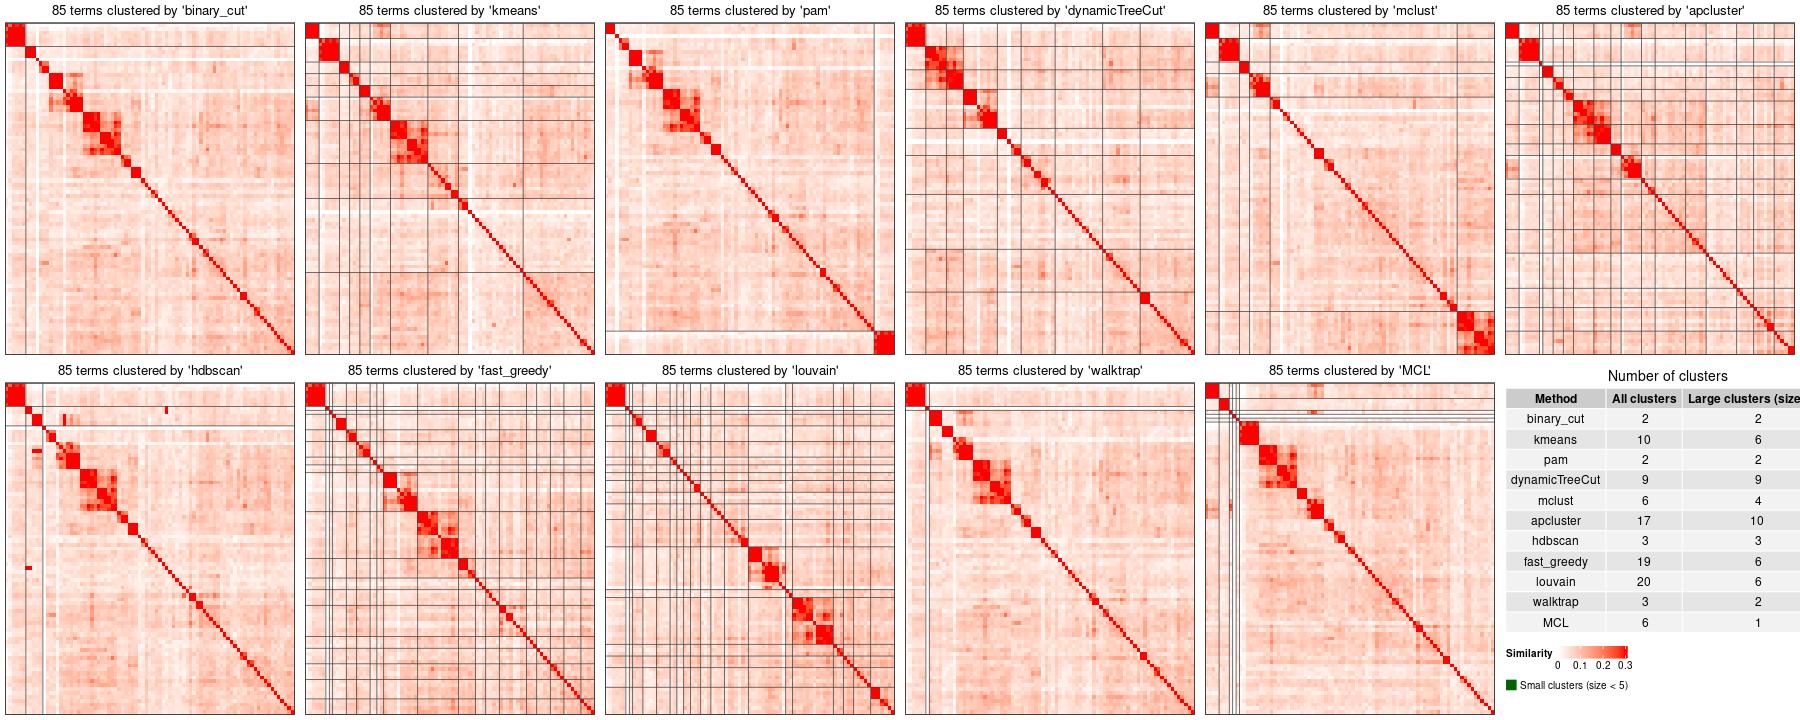 85 terms clustered by 'binary_cut'
85 terms clustered by 'kmeans'
85 terms clustered by 'pam'
85 terms clustered by 'dynamicTreeCut'
85 terms clustered by 'mclust'
85 terms clustered by 'apcluster'
85 terms clustered by 'hdbscan'
85 terms clustered by 'fast_greedy'
85 terms clustered by 'louvain'
85 terms clustered by 'walktrap'
85 terms clustered by 'MCL'
Number of clusters
Method All clusters Large clusters (size
binary_cut 2 2
kmeans 10 6
pam 2 2
dynamicTreeCut 9 9
mclust 6 4
apcluster 17 10
hdbscan 3 3
fast_greedy 19 6
louvain 20 6
walktrap 3 2
MCL 6 1
Similarity
0 0.1 0.2 0.3
Small clusters (size < 5)